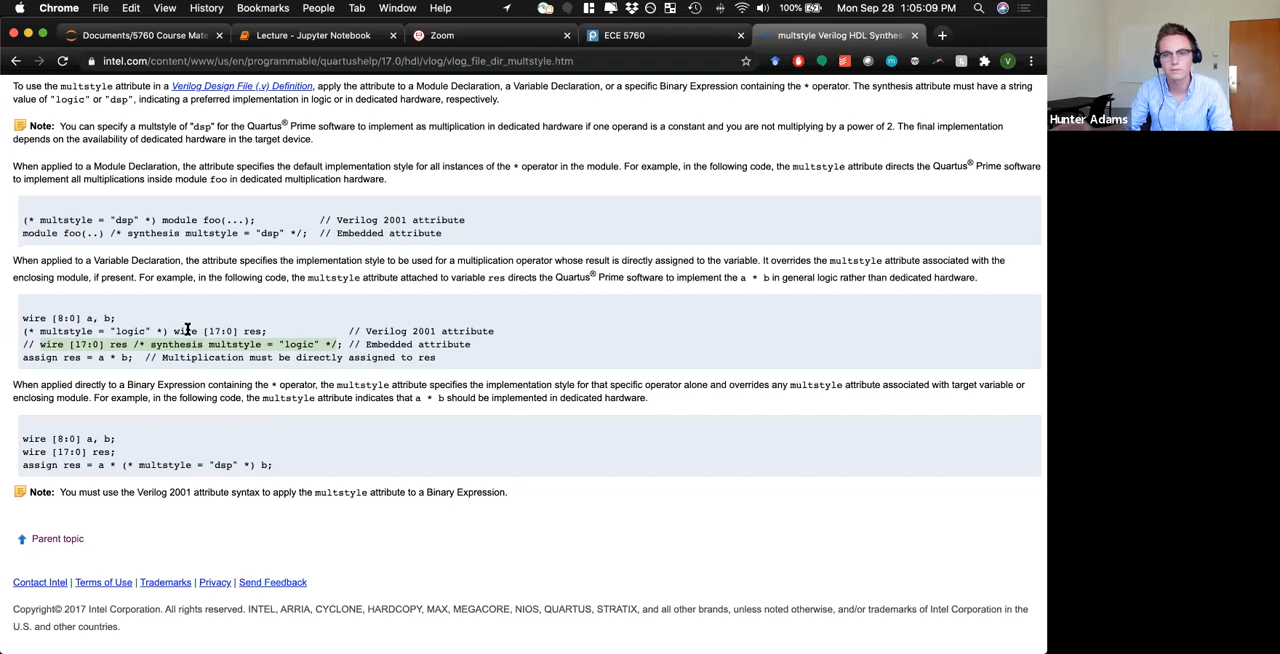 Chrome File Edit View History Bookmarks People Tab Window Help 100% Mon Sep 28 1:05:09 PM
Documents/5760 Course Mat
Lecture - Jupyter Notebook
Zoom
ECE 5760
multstyle Verilog HDL Synthes
intel.com/content/www/us/en/programmable/quartushelp/17.0/hdl/vlog/vlog_file_dir_multstyle.htm
V
To use the multstyle attribute in a Verilog Design File (.v) Definition, apply the attribute to a Module Declaration, a Variable Declaration, or a specific Binary Expression containing the * operator. The synthesis attribute must have a string
value of "logic" or "dsp", indicating a preferred implementation in logic or in dedicated hardware, respectively.
Hunter Adams
Note: You can specify a multstyle of "dsp" for the Quartus® Prime software to implement as multiplication in dedicated hardware if one operand is a constant and you are not multiplying by a power of 2. The final implementation
depends on the availability of dedicated hardware in the target device.
When applied to a Module Declaration, the attribute specifies the default implementation style for all instances of the * operator in the module. For example, in the following code, the multstyle attribute directs the Quartus® Prime software
to implement all multiplications inside module foo in dedicated multiplication hardware.
(* multstyle = "dsp" *) module foo(...); // Verilog 2001 attribute
module foo(..) /* synthesis multstyle = "dsp" */; // Embedded attribute
When applied to a Variable Declaration, the attribute specifies the implementation style to be used for a multiplication operator whose result is directly assigned to the variable. It overrides the multstyle attribute associated with the
enclosing module, if present. For example, in the following code, the multstyle attribute attached to variable res directs the Quartus® Prime software to implement the a * b in general logic rather than dedicated hardware.
wire [8:0] a, b;
(* multstyle = "logic" *) wire [17:0] res; // Verilog 2001 attribute
// wire [17:0] res /* synthesis multstyle = "logic" */; // Embedded attribute
assign res = a * b; // Multiplication must be directly assigned to res
When applied directly to a Binary Expression containing the * operator, the multstyle attribute specifies the implementation style for that specific operator alone and overrides any multstyle attribute associated with target variable or
enclosing module. For example, in the following code, the multstyle attribute indicates that a * b should be implemented in dedicated hardware.
wire [8:0] a, b;
wire [17:0] res;
assign res = a * (* multstyle = "dsp" *) b;
Note: You must use the Verilog 2001 attribute syntax to apply the multstyle attribute to a Binary Expression.
Parent topic
Contact Intel | Terms of Use | Trademarks | Privacy | Send Feedback
Copyright© 2017 Intel Corporation. All rights reserved. INTEL, ARRIA, CYCLONE, HARDCOPY, MAX, MEGACORE, NIOS, QUARTUS, STRATIX, and all other brands, unless noted otherwise, and/or trademarks of Intel Corporation in the
U.S. and other countries.